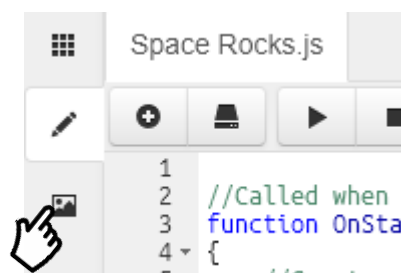 Space Rocks.js
1
2 //Called when
3 function OnSta
4 {